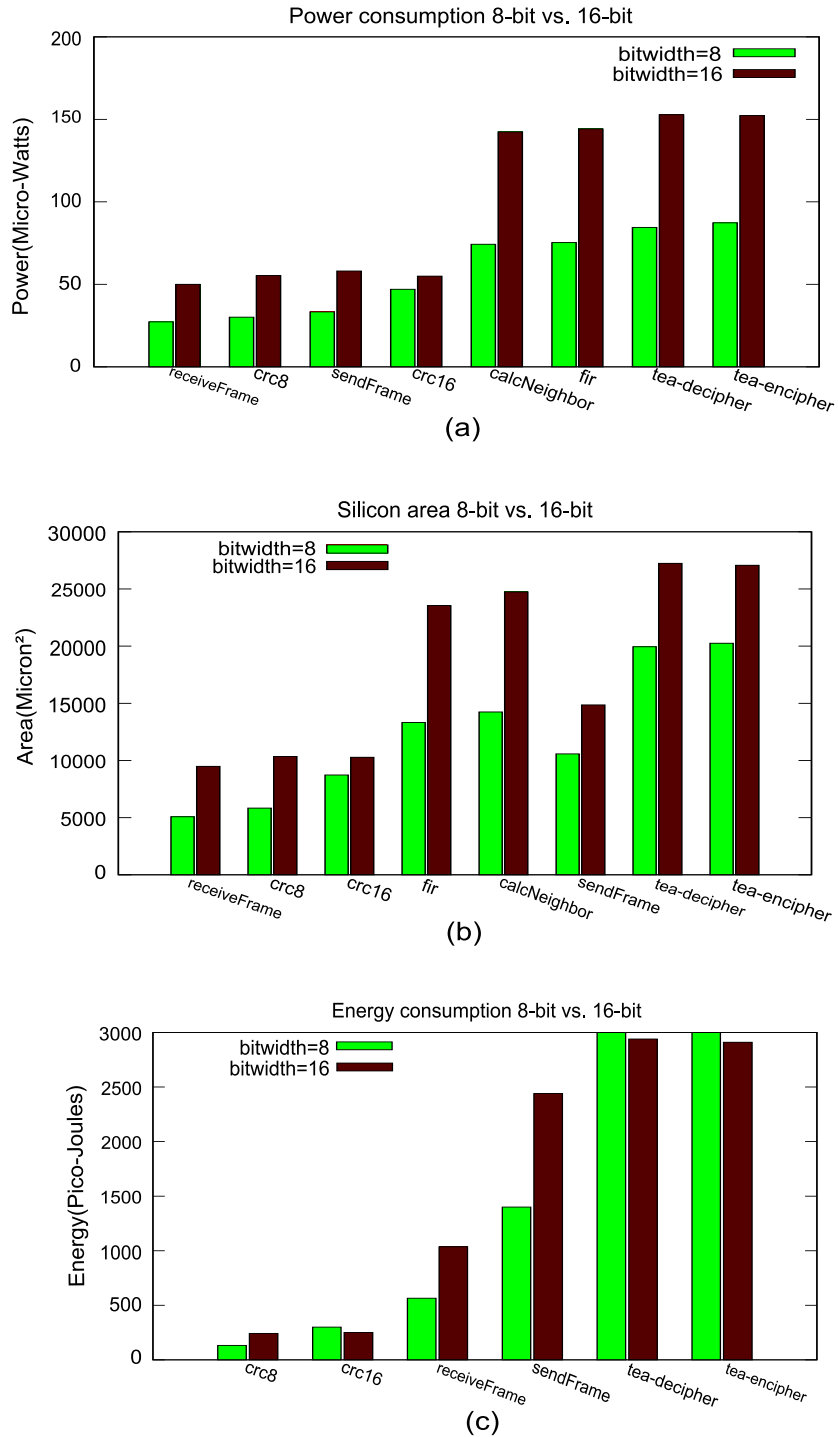 Power consumption 8-bit vs. 16-bit
200
150
100
50
0
Power(Micro-Watts)
bitwidth=8
bitwidth=16
receiveFrame
crc8
sendFrame
crc16
calcNeighbor
fir
tea-decipher
tea-encipher
(a)
Silicon area 8-bit vs. 16-bit
30000
25000
20000
15000
10000
5000
0
Area(Micron²)
bitwidth=8
bitwidth=16
receiveFrame
crc8
crc16
fir
calcNeighbor
sendFrame
tea-decipher
tea-encipher
(b)
Energy consumption 8-bit vs. 16-bit
3000
2500
2000
1500
1000
500
0
Energy(Pico-Joules)
bitwidth=8
bitwidth=16
crc8
crc16
receiveFrame
sendFrame
tea-decipher
tea-encipher
(c)